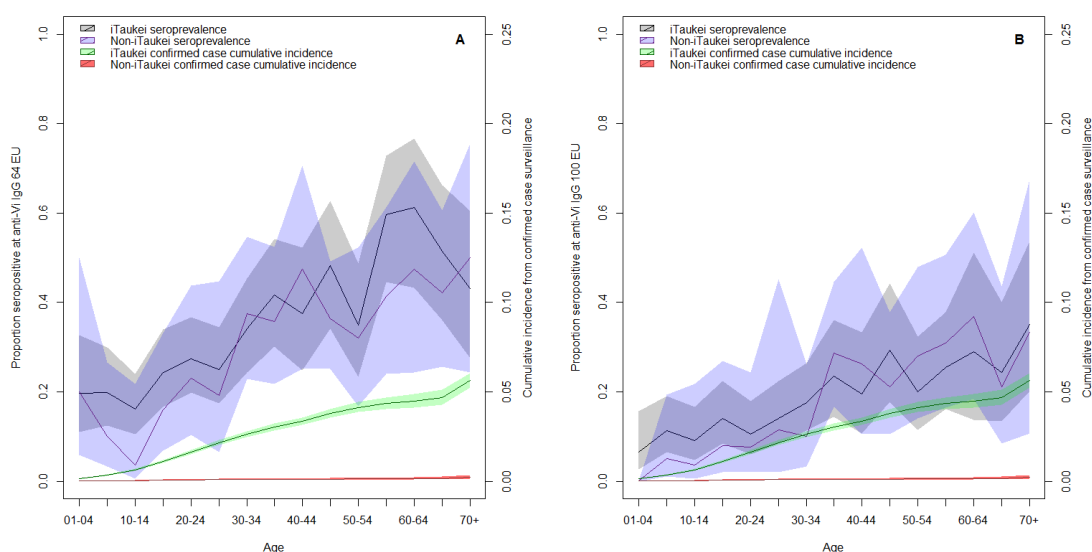 iTaukei seroprevalence
Non-iTaukei seroprevalence
iTaukei confirmed case cumulative incidence
Non-iTaukei confirmed case cumulative incidence
A
Proportion seropositive at anti-Vi IgG 64 EU
1.0
0.8
0.6
0.4
0.2
0.0
0.25
0.20
0.15
0.10
0.05
0.00
Cumulative incidence from confirmed case surveillance
01-04 10-14 20-24 30-34 40-44 50-54 60-64 70+
Age
iTaukei seroprevalence
Non-iTaukei seroprevalence
iTaukei confirmed case cumulative incidence
Non-iTaukei confirmed case cumulative incidence
B
Proportion seropositive at anti-Vi IgG 100 EU
1.0
0.8
0.6
0.4
0.2
0.0
0.25
0.20
0.15
0.10
0.05
0.00
Cumulative incidence from confirmed case surveillance
01-04 10-14 20-24 30-34 40-44 50-54 60-64 70+
Age